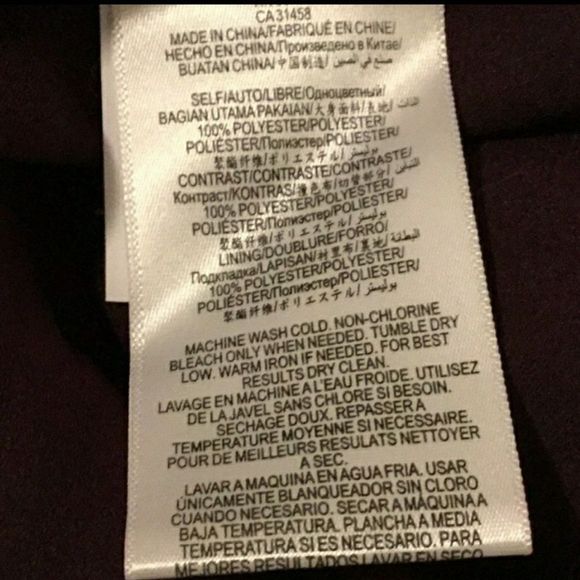 CA 31458
MADE IN CHINA/FABRIQUÉ EN CHINE/
HECHO EN CHINA/Произведено в Китае/
BUATAN CHINA/中国制造/ صنع في الصين/
SELF/AUTO/LIBRE/Одноцветный/
BAGIAN UTAMA PAKAIAN/大身面料/表地/ الذات/
100% POLYESTER/POLYESTER/
POLIÉSTER/Полиэстер/POLIESTER/
聚酯纤维/ポリエステル/ بوليستر/
CONTRAST/CONTRASTE/CONTRASTE/
Контраст/KONTRAS/撞色布/切替部分/ التباين/
100% POLYESTER/POLYESTER/
POLIÉSTER/Полиэстер/POLIESTER/
聚酯纤维/ポリエステル/ بوليستر/
LINING/DOUBLURE/FORRO/
Подкладка/LAPISAN/衬里布/裏地/ البطانة/
100% POLYESTER/POLYESTER/
POLIÉSTER/Полиэстер/POLIESTER/
聚酯纤维/ポリエステル/ بوليستر/
MACHINE WASH COLD. NON-CHLORINE
BLEACH ONLY WHEN NEEDED. TUMBLE DRY
LOW. WARM IRON IF NEEDED. FOR BEST
RESULTS DRY CLEAN.
LAVAGE EN MACHINE A L'EAU FROIDE. UTILISEZ
DE LA JAVEL SANS CHLORE SI BESOIN.
SECHAGE DOUX. REPASSER A
TEMPERATURE MOYENNE SI NECESSAIRE.
POUR DE MEILLEURS RESULATS NETTOYER
A SEC.
LAVAR A MAQUINA EN AGUA FRIA. USAR
ÚNICAMENTE BLANQUEADOR SIN CLORO
CUANDO NECESARIO. SECAR A MAQUINA A
BAJA TEMPERATURA. PLANCHA A MEDIA
TEMPERATURA SI ES NECESARIO. PARA
MEJORES RESULTADOS LAVAR EN SECO